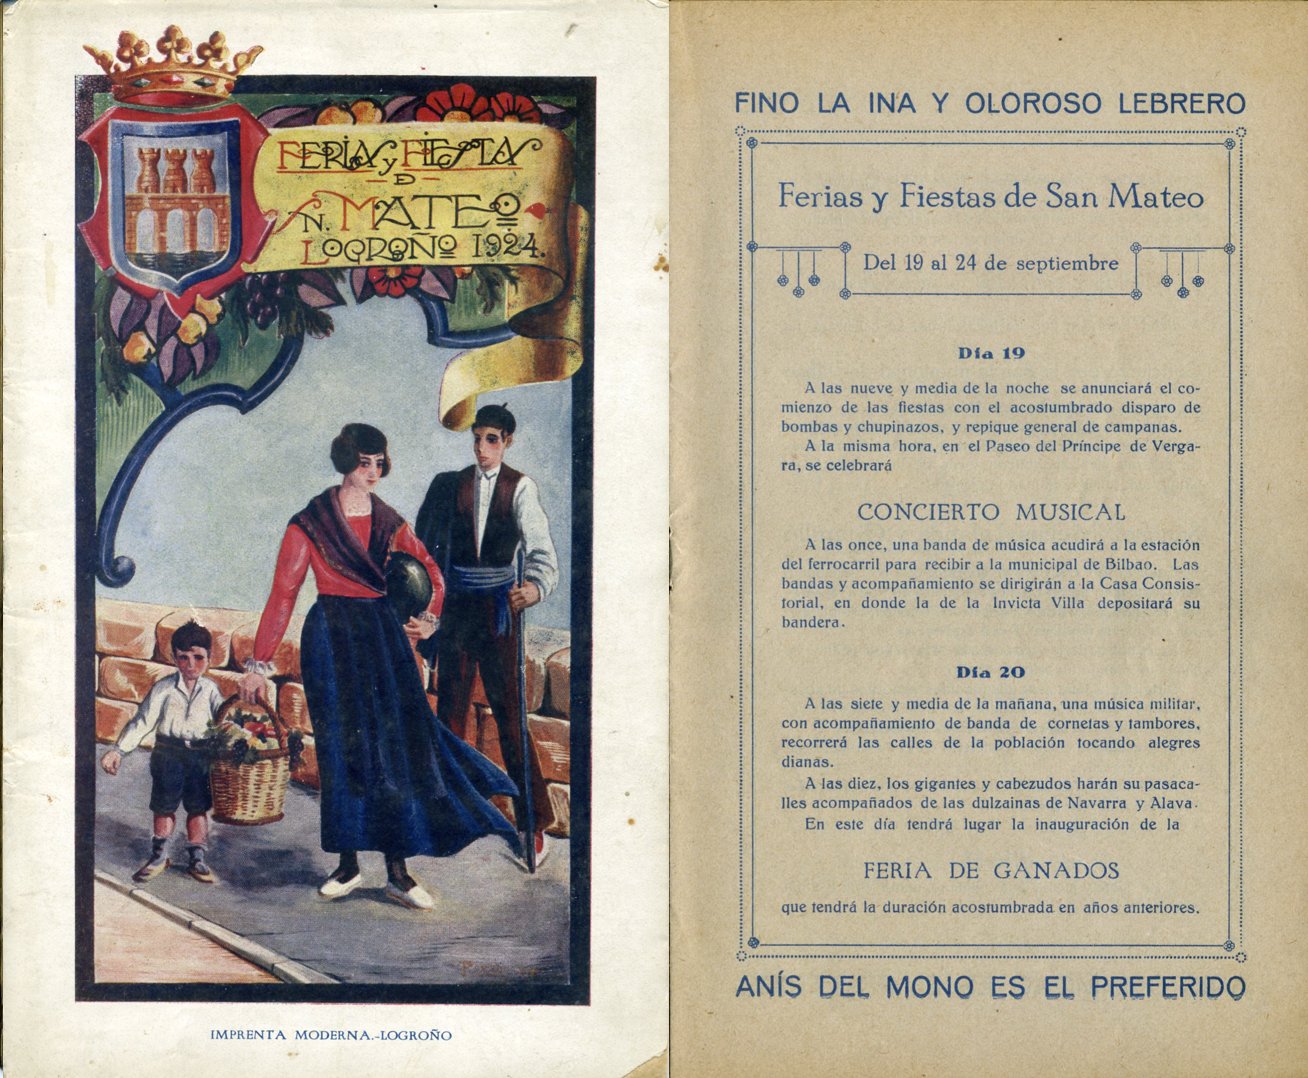 FERIAS y FIESTAS
D
SN. MATEO
LOGROÑO 1924.
IMPRENTA MODERNA.-LOGROÑO
FINO LA INA Y OLOROSO LEBRERO
Ferias y Fiestas de San Mateo
Del 19 al 24 de septiembre
Día 19
A las nueve y media de la noche se anunciará el co-
mienzo de las fiestas con el acostumbrado disparo de
bombas y chupinazos, y repique general de campanas.
A la misma hora, en el Paseo del Príncipe de Verga-
ra, se celebrará
CONCIERTO MUSICAL
A las once, una banda de música acudirá a la estación
del ferrocarril para recibir a la municipal de Bilbao. Las
bandas y acompañamiento se dirigirán a la Casa Consis-
torial, en donde la de la Invicta Villa depositará su
bandera.
Día 20
A las siete y media de la mañana, una música militar,
con acompañamiento de banda de cornetas y tambores,
recorrerá las calles de la población tocando alegres
dianas.
A las diez, los gigantes y cabezudos harán su pasaca-
lles acompañados de las dulzainas de Navarra y Alava.
En este día tendrá lugar la inauguración de la
FERIA DE GANADOS
que tendrá la duración acostumbrada en años anteriores.
ANÍS DEL MONO ES EL PREFERIDO